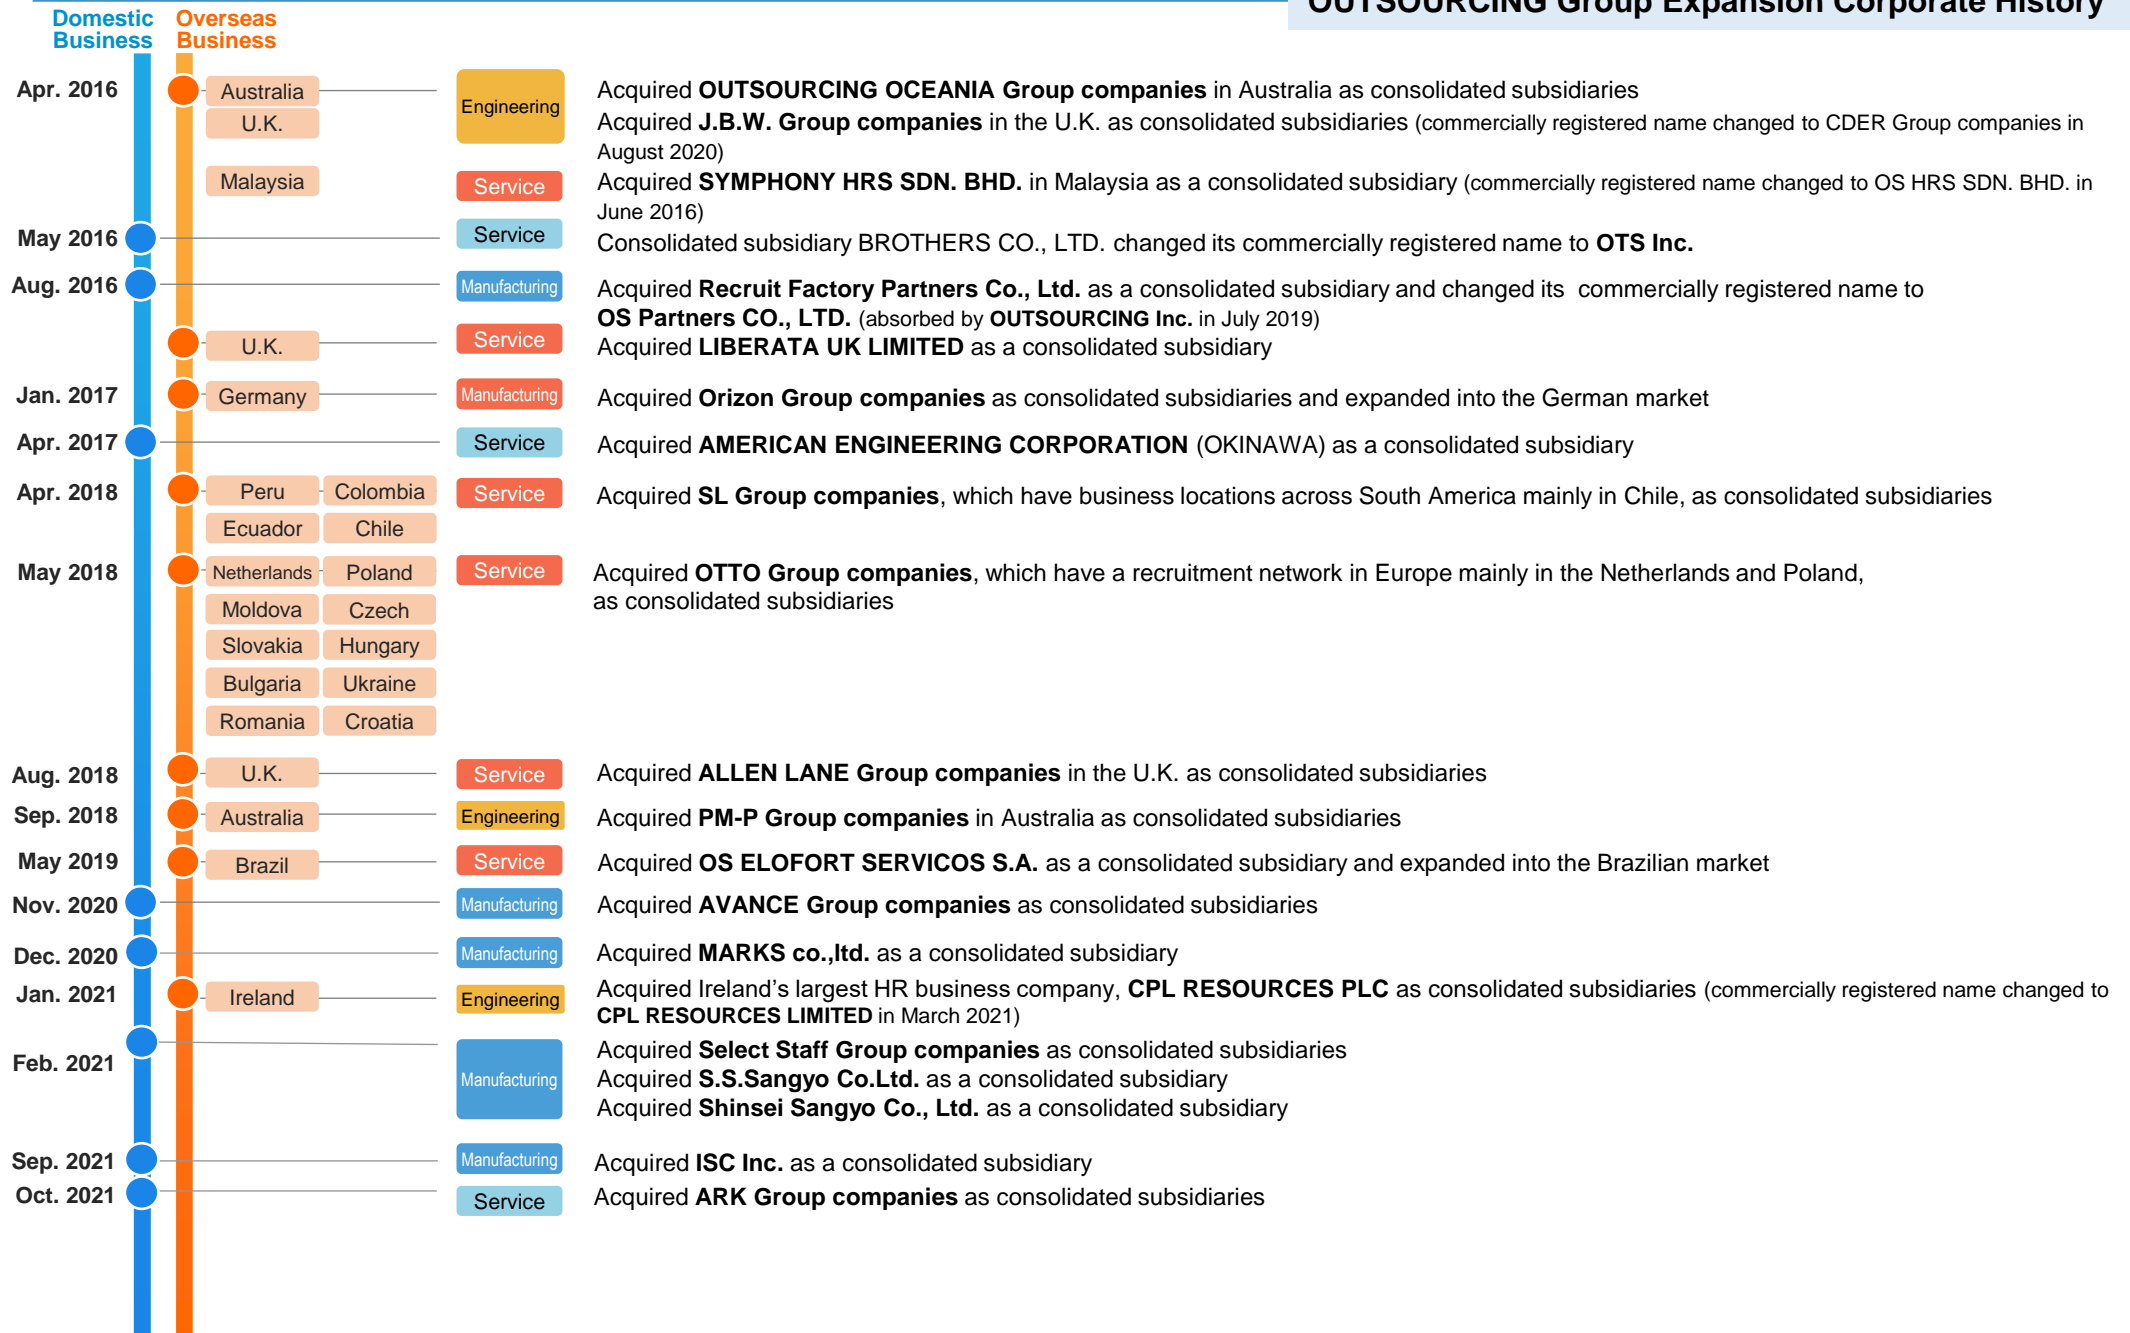 OUTSOURCING Group Expansion Corporate History
Domestic Business
Overseas Business
Apr. 2016
Australia
U.K.
Engineering
Acquired OUTSOURCING OCEANIA Group companies in Australia as consolidated subsidiaries
Acquired J.B.W. Group companies in the U.K. as consolidated subsidiaries (commercially registered name changed to CDER Group companies in
August 2020)
Malaysia
Service
Acquired SYMPHONY HRS SDN. BHD. in Malaysia as a consolidated subsidiary (commercially registered name changed to OS HRS SDN. BHD. in
June 2016)
May 2016
Service
Consolidated subsidiary BROTHERS CO., LTD. changed its commercially registered name to OTS Inc.
Aug. 2016
Manufacturing
Acquired Recruit Factory Partners Co., Ltd. as a consolidated subsidiary and changed its commercially registered name to
OS Partners CO., LTD. (absorbed by OUTSOURCING Inc. in July 2019)
U.K.
Service
Acquired LIBERATA UK LIMITED as a consolidated subsidiary
Jan. 2017
Germany
Manufacturing
Acquired Orizon Group companies as consolidated subsidiaries and expanded into the German market
Apr. 2017
Service
Acquired AMERICAN ENGINEERING CORPORATION (OKINAWA) as a consolidated subsidiary
Apr. 2018
Peru
Colombia
Ecuador
Chile
Service
Acquired SL Group companies, which have business locations across South America mainly in Chile, as consolidated subsidiaries
May 2018
Netherlands
Poland
Moldova
Czech
Slovakia
Hungary
Bulgaria
Ukraine
Romania
Croatia
Service
Acquired OTTO Group companies, which have a recruitment network in Europe mainly in the Netherlands and Poland,
as consolidated subsidiaries
Aug. 2018
U.K.
Service
Acquired ALLEN LANE Group companies in the U.K. as consolidated subsidiaries
Sep. 2018
Australia
Engineering
Acquired PM-P Group companies in Australia as consolidated subsidiaries
May 2019
Brazil
Service
Acquired OS ELOFORT SERVICOS S.A. as a consolidated subsidiary and expanded into the Brazilian market
Nov. 2020
Manufacturing
Acquired AVANCE Group companies as consolidated subsidiaries
Dec. 2020
Manufacturing
Acquired MARKS co.,ltd. as a consolidated subsidiary
Jan. 2021
Ireland
Engineering
Acquired Ireland’s largest HR business company, CPL RESOURCES PLC as consolidated subsidiaries (commercially registered name changed to
CPL RESOURCES LIMITED in March 2021)
Feb. 2021
Manufacturing
Acquired Select Staff Group companies as consolidated subsidiaries
Acquired S.S.Sangyo Co.Ltd. as a consolidated subsidiary
Acquired Shinsei Sangyo Co., Ltd. as a consolidated subsidiary
Sep. 2021
Manufacturing
Acquired ISC Inc. as a consolidated subsidiary
Oct. 2021
Service
Acquired ARK Group companies as consolidated subsidiaries